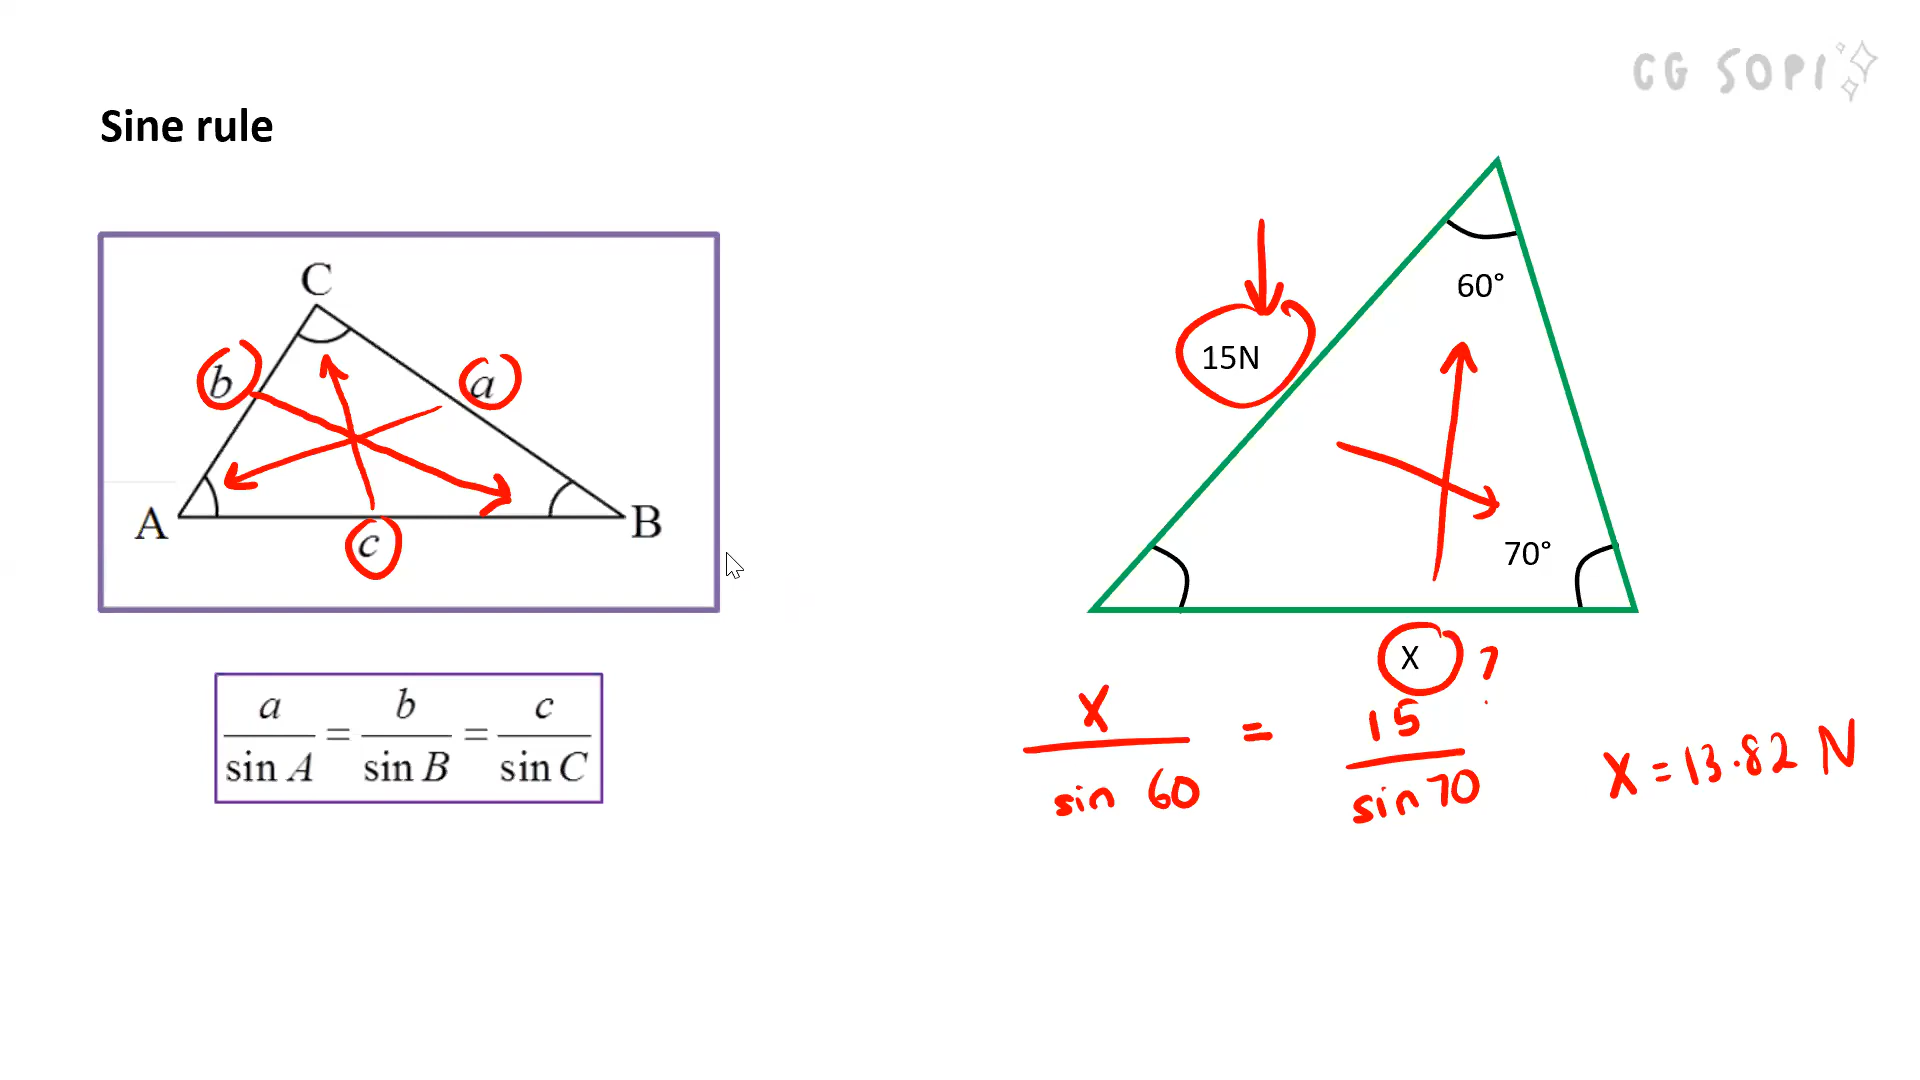 CG SOPI
Sine rule
C
b
a
A
B
c
a/sin A = b/sin B = c/sin C
60°
15N
70°
X ?
X/sin 60 = 15/sin 70
X = 13.82 N